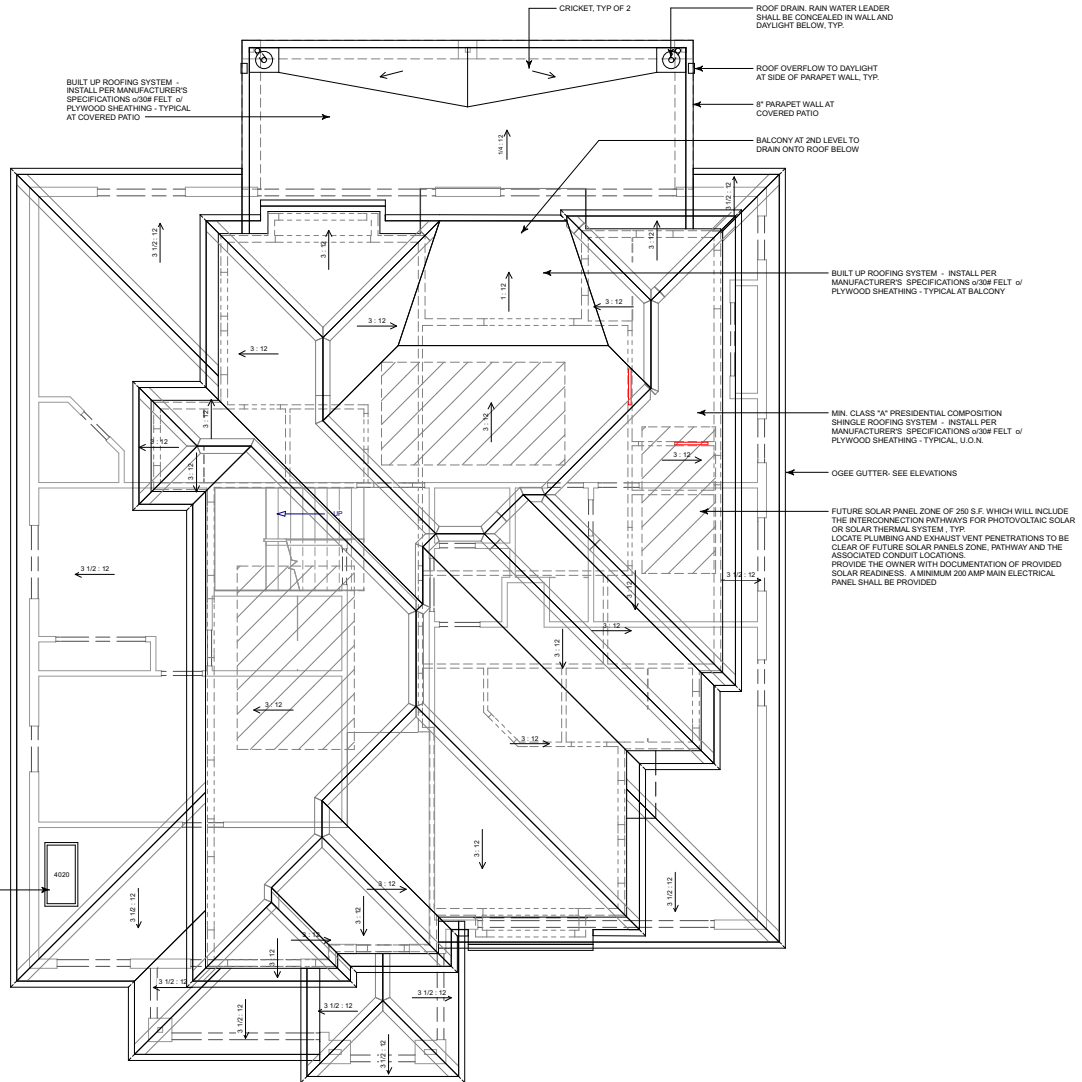 CRICKET, TYP OF 2
ROOF DRAIN. RAIN WATER LEADER
SHALL BE CONCEALED IN WALL AND
DAYLIGHT BELOW, TYP.
ROOF OVERFLOW TO DAYLIGHT
AT SIDE OF PARAPET WALL, TYP.
BUILT UP ROOFING SYSTEM -
INSTALL PER MANUFACTURER'S
SPECIFICATIONS o/30# FELT o/
PLYWOOD SHEATHING - TYPICAL
AT COVERED PATIO
8" PARAPET WALL AT
COVERED PATIO
1/4 : 12
BALCONY AT 2ND LEVEL TO
DRAIN ONTO ROOF BELOW
3 1/2 : 12
3 1/2 : 12
3 : 12
3 : 12
BUILT UP ROOFING SYSTEM - INSTALL PER
MANUFACTURER'S SPECIFICATIONS o/30# FELT o/
PLYWOOD SHEATHING - TYPICAL AT BALCONY
1 : 12
3 : 12
3 : 12
3 : 12
MIN. CLASS "A" PRESIDENTIAL COMPOSITION
SHINGLE ROOFING SYSTEM - INSTALL PER
MANUFACTURER'S SPECIFICATIONS o/30# FELT o/
PLYWOOD SHEATHING - TYPICAL, U.O.N.
3 : 12
3 : 12
3 : 12
3 : 12
3 : 12
OGEE GUTTER- SEE ELEVATIONS
UP
FUTURE SOLAR PANEL ZONE OF 250 S.F. WHICH WILL INCLUDE
THE INTERCONNECTION PATHWAYS FOR PHOTOVOLTAIC SOLAR
OR SOLAR THERMAL SYSTEM , TYP.
LOCATE PLUMBING AND EXHAUST VENT PENETRATIONS TO BE
CLEAR OF FUTURE SOLAR PANELS ZONE, PATHWAY AND THE
ASSOCIATED CONDUIT LOCATIONS.
PROVIDE THE OWNER WITH DOCUMENTATION OF PROVIDED
SOLAR READINESS. A MINIMUM 200 AMP MAIN ELECTRICAL
PANEL SHALL BE PROVIDED
3 1/2 : 12
3 1/2 : 12
3 : 12
3 : 12
3 : 12
3 : 12
3 : 12
3 : 12
4020
3 : 12
3 1/2 : 12
3 : 12
3 1/2 : 12
3 : 12
3 : 12
3 1/2 : 12
3 1/2 : 12
3 1/2 : 12
3 1/2 : 12
3 1/2 : 12